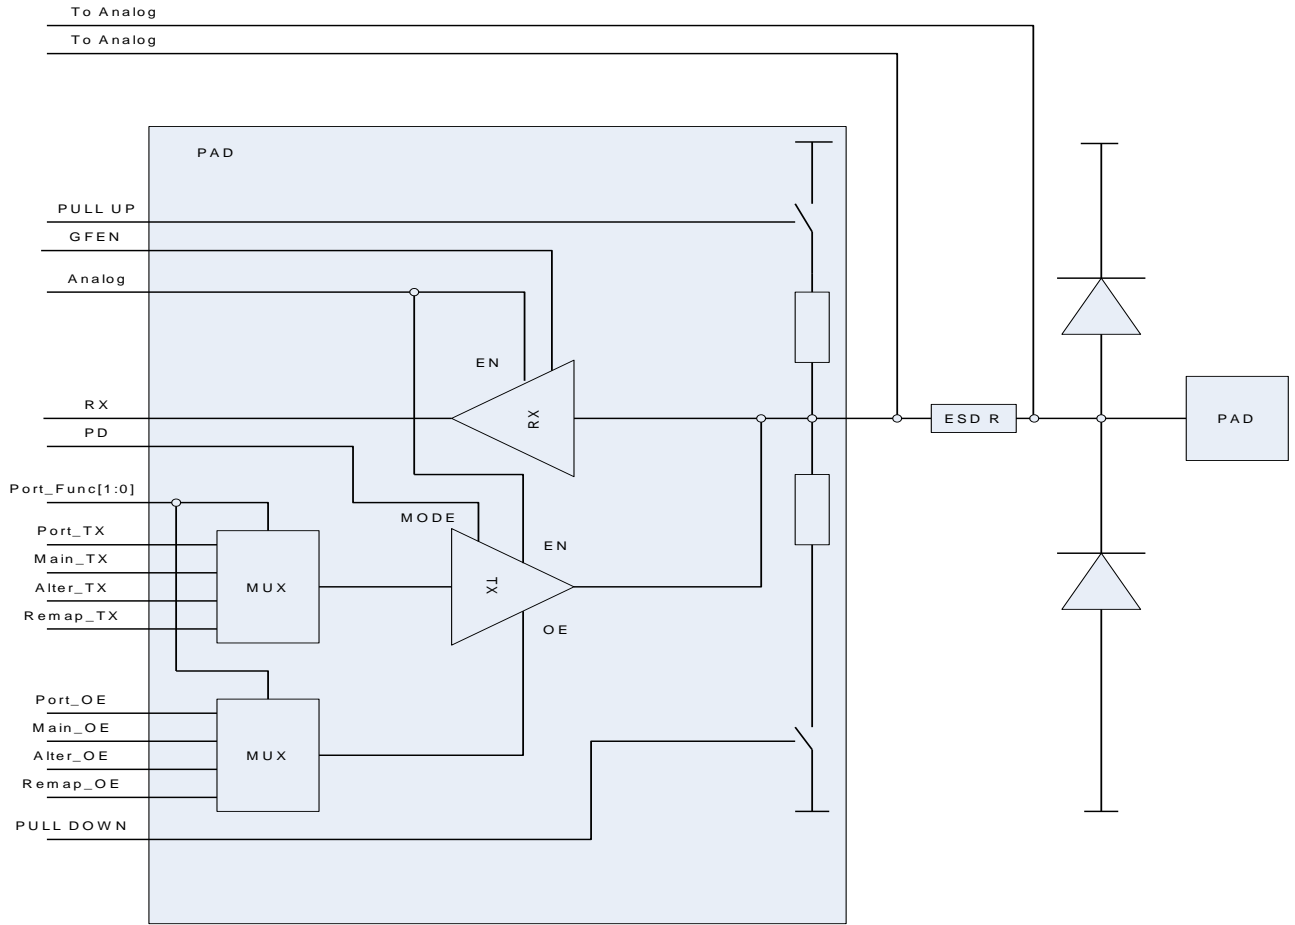 To Analog
To Analog
PAD
PULL UP
GFEN
Analog
EN
RX
RX
ESD R
PAD
PD
Port_Func[1:0]
MODE
Port_TX
EN
Main_TX
TX
MUX
Alter_TX
Remap_TX
OE
Port_OE
Main_OE
MUX
Alter_OE
Remap_OE
PULL DOWN